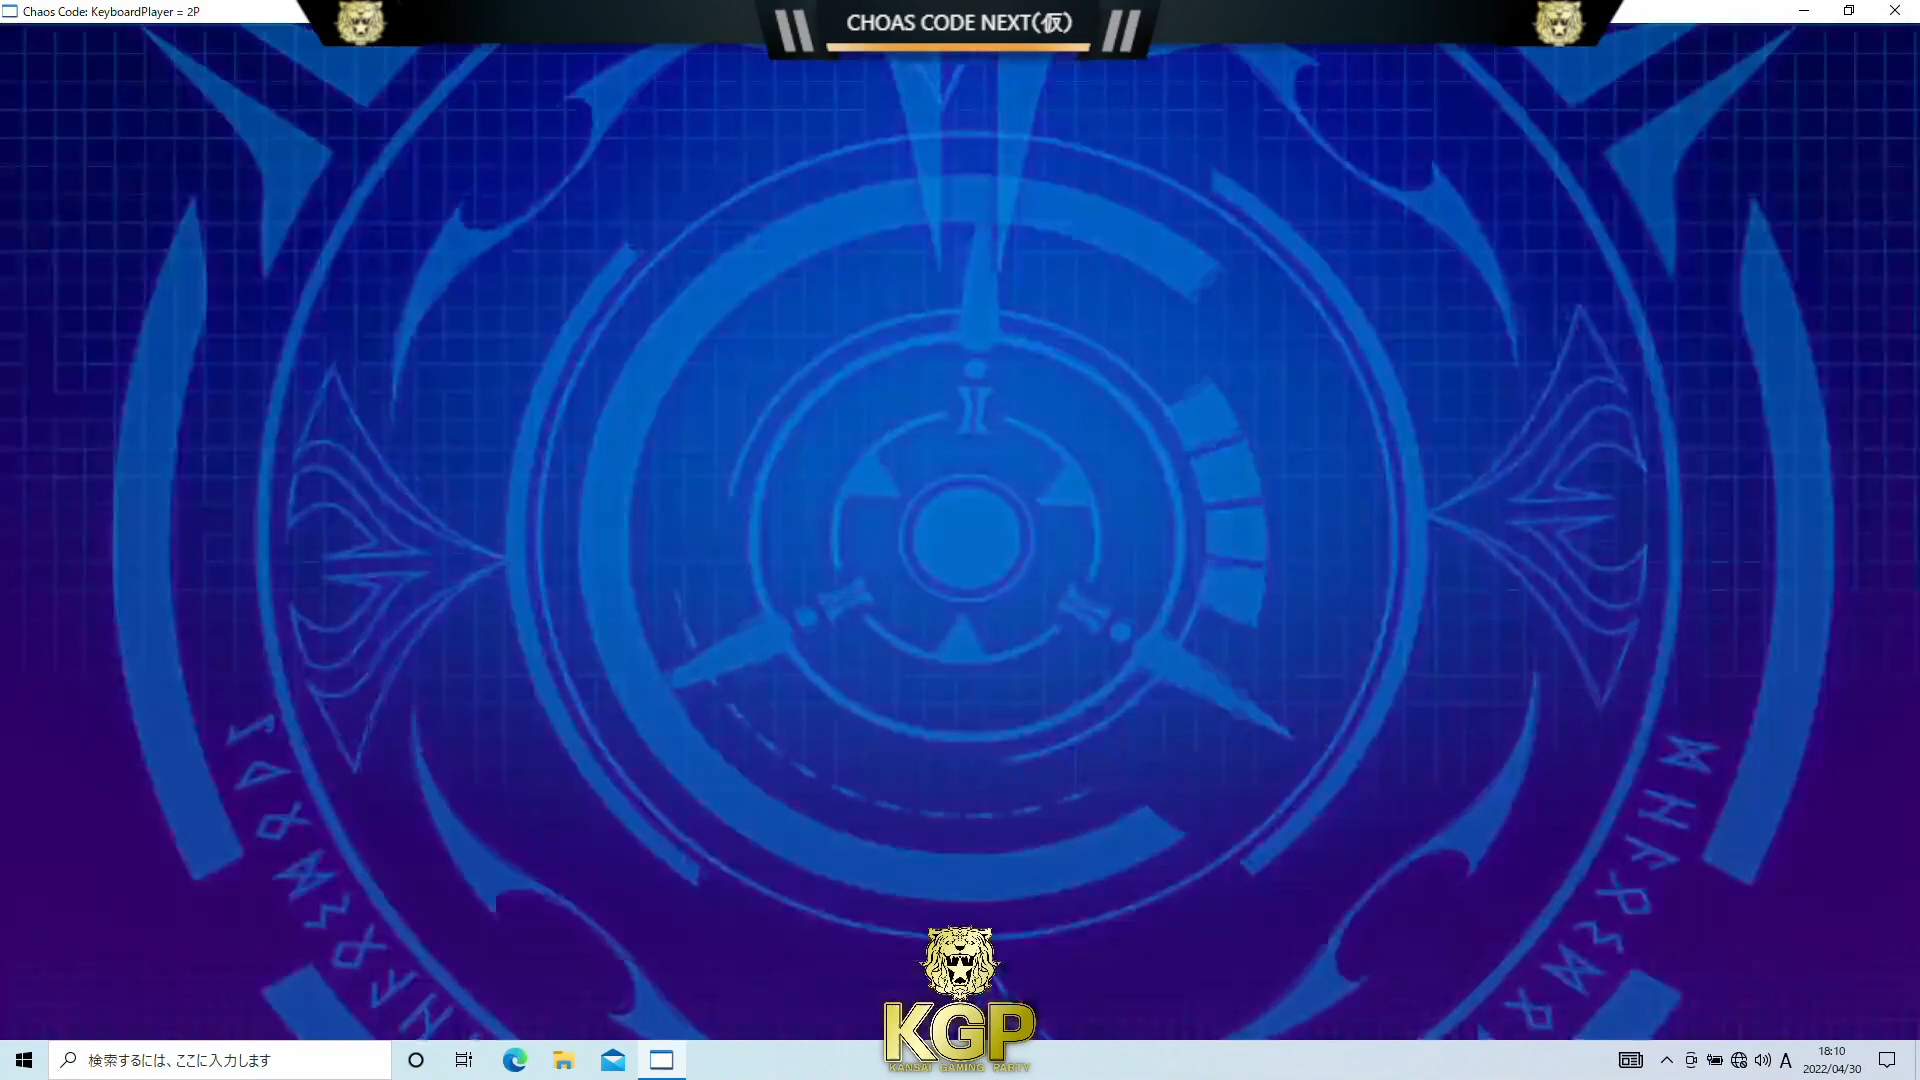 Chaos Code: KeyboardPlayer = 2P
CHOAS CODE NEXT(仮)
KGP
KANSAI GAMING PARTY
検索するには、ここに入力します
A
18:10
2022/04/30